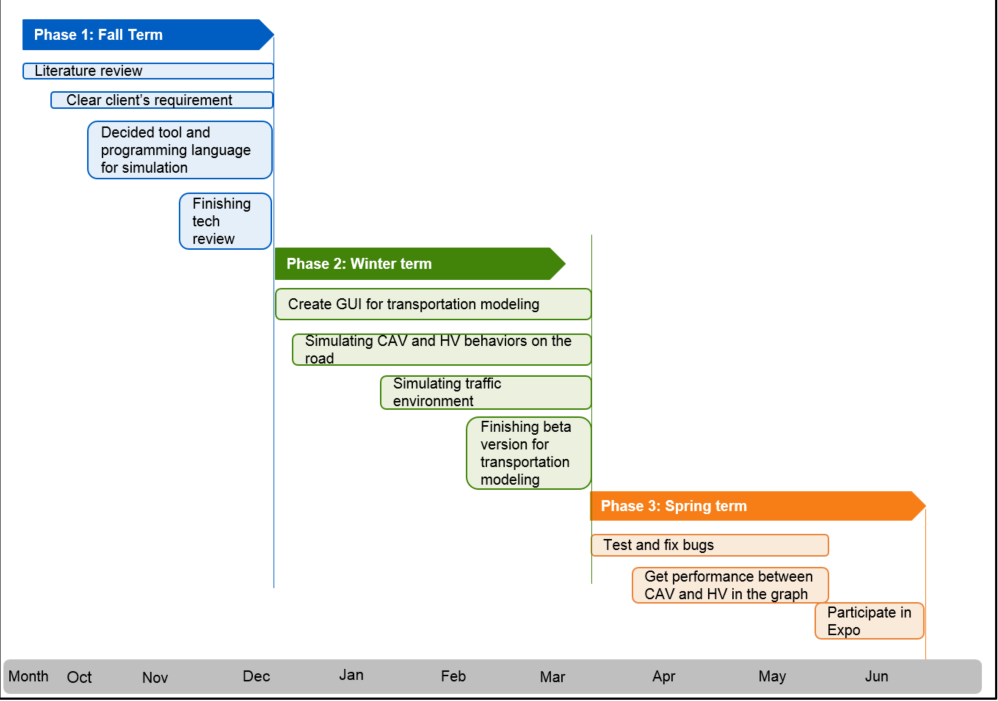 Phase 1: Fall Term
Literature review
Clear client's requirement
Decided tool and
programming language
for simulation
Finishing
tech
review
Phase 2: Winter term
Create GUI for transportation modeling
Simulating CAV and HV behaviors on the
road
Simulating traffic
environment
Finishing beta
version for
transportation
modeling
Phase 3: Spring term
Test and fix bugs
Get performance between
CAV and HV in the graph
Participate in
Expo
Month Oct Nov Dec Jan Feb Mar Apr May Jun